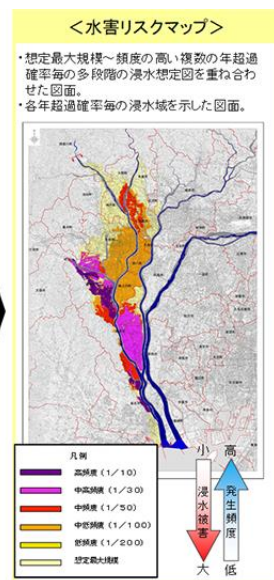 <水害リスクマップ>
・想定最大規模～頻度の高い複数の年超過
確率毎の多段階の浸水想定図を重ね合わ
せた図面。
・各年超過確率毎の浸水域を示した図面。
凡例
高頻度(1/10)
中高頻度(1/30)
中頻度(1/50)
中低頻度(1/100)
低頻度(1/200)
想定最大規模
小
浸水被害
大
高
発生頻度
低